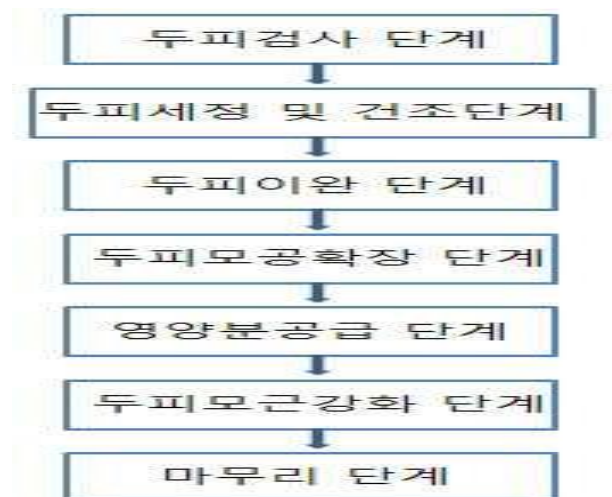 두피검사 단계
두피세정 및 건조단계
두피이완 단계
두피모공확장 단계
영양분공급 단계
두피모근강화 단계
마무리 단계